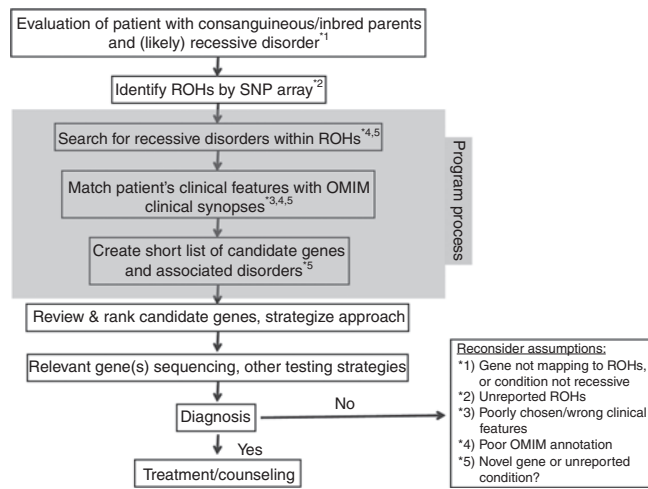 Evaluation of patient with consanguineous/inbred parents
and (likely) recessive disorder*1
Identify ROHs by SNP array*2
Search for recessive disorders within ROHs*4,5
Match patient's clinical features with OMIM
clinical synopses*3,4,5
Create short list of candidate genes
and associated disorders*5
Program process
Review & rank candidate genes, strategize approach
Relevant gene(s) sequencing, other testing strategies
Diagnosis
No
Yes
Treatment/counseling
Reconsider assumptions:
*1) Gene not mapping to ROHs,
or condition not recessive
*2) Unreported ROHs
*3) Poorly chosen/wrong clinical
features
*4) Poor OMIM annotation
*5) Novel gene or unreported
condition?